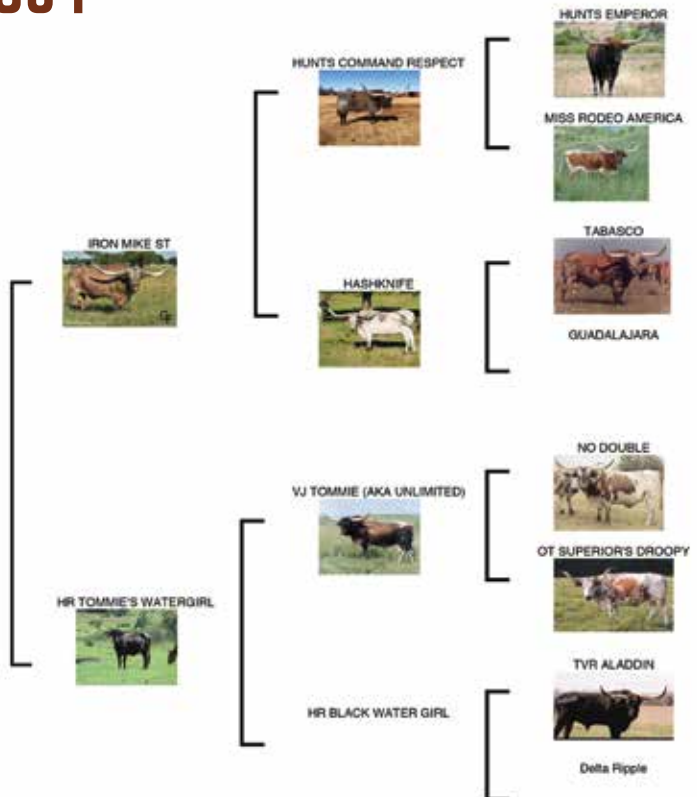 HUNTS EMPEROR
HUNTS COMMAND RESPECT
MISS RODEO AMERICA
IRON MIKE ST
TABASCO
HASHKNIFE
GUADALAJARA
NO DOUBLE
VJ TOMMIE (AKA UNLIMITED)
OT SUPERIOR'S DROOPY
HR TOMMIE'S WATERGIRL
TVR ALADDIN
HR BLACK WATER GIRL
Delta Ripple